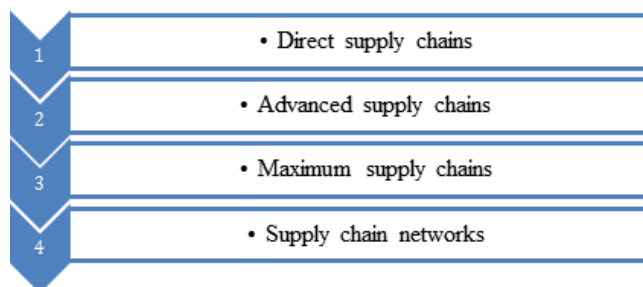 1
• Direct supply chains
2
• Advanced supply chains
3
• Maximum supply chains
4
• Supply chain networks